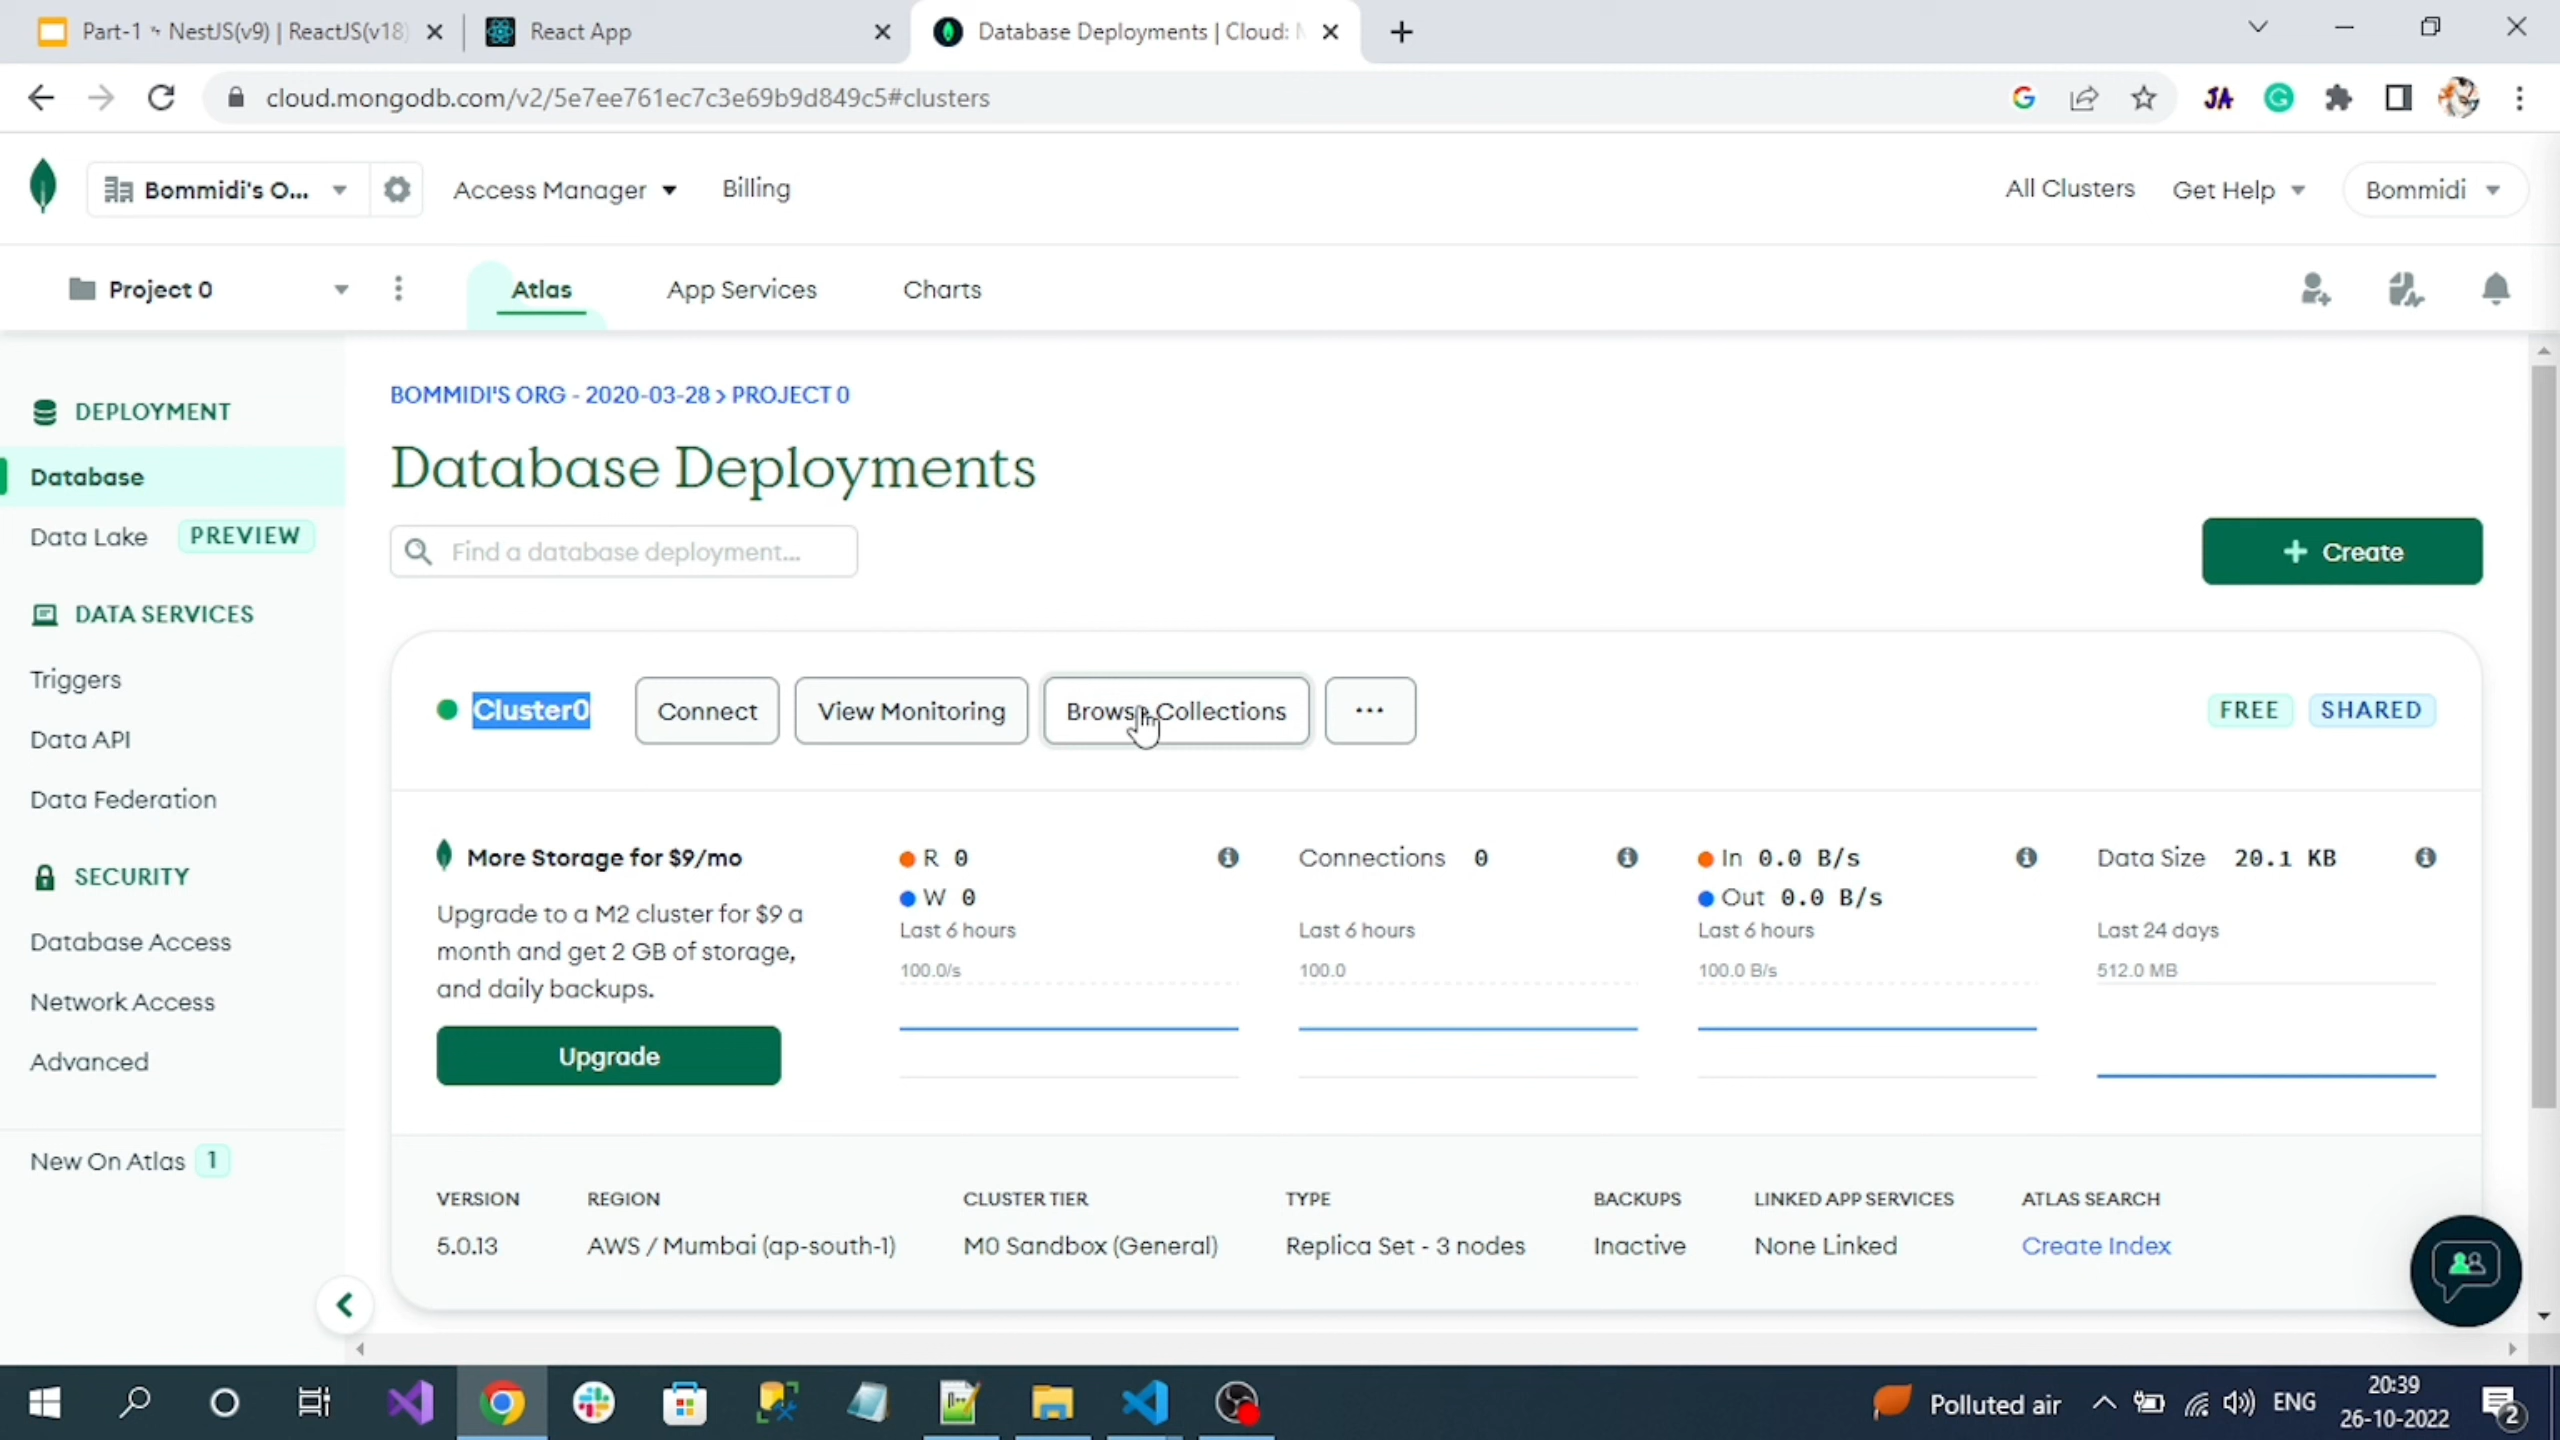 Part-1 NestJS(v9) | ReactJS(v18)
React App
Database Deployments | Cloud:
cloud.mongodb.com/v2/5e7ee761ec7c3e69b9d849c5#clusters
JA
Bommidi's O...
Access Manager
Billing
All Clusters
Get Help
Bommidi
Project 0
Atlas
App Services
Charts
DEPLOYMENT
Database
Data Lake PREVIEW
DATA SERVICES
Triggers
Data API
Data Federation
SECURITY
Database Access
Network Access
Advanced
New On Atlas 1
BOMMIDI'S ORG - 2020-03-28 > PROJECT 0
Database Deployments
Find a database deployment...
+ Create
Cluster0
Connect
View Monitoring
Browse Collections
...
FREE
SHARED
More Storage for $9/mo
Upgrade to a M2 cluster for $9 a
month and get 2 GB of storage,
and daily backups.
Upgrade
R 0
W 0
Last 6 hours
100.0/s
Connections 0
Last 6 hours
100.0
In 0.0 B/s
Out 0.0 B/s
Last 6 hours
100.0 B/s
Data Size 20.1 KB
Last 24 days
512.0 MB
VERSION
5.0.13
REGION
AWS / Mumbai (ap-south-1)
CLUSTER TIER
M0 Sandbox (General)
TYPE
Replica Set - 3 nodes
BACKUPS
Inactive
LINKED APP SERVICES
None Linked
ATLAS SEARCH
Create Index
Polluted air
ENG
20:39
26-10-2022
2